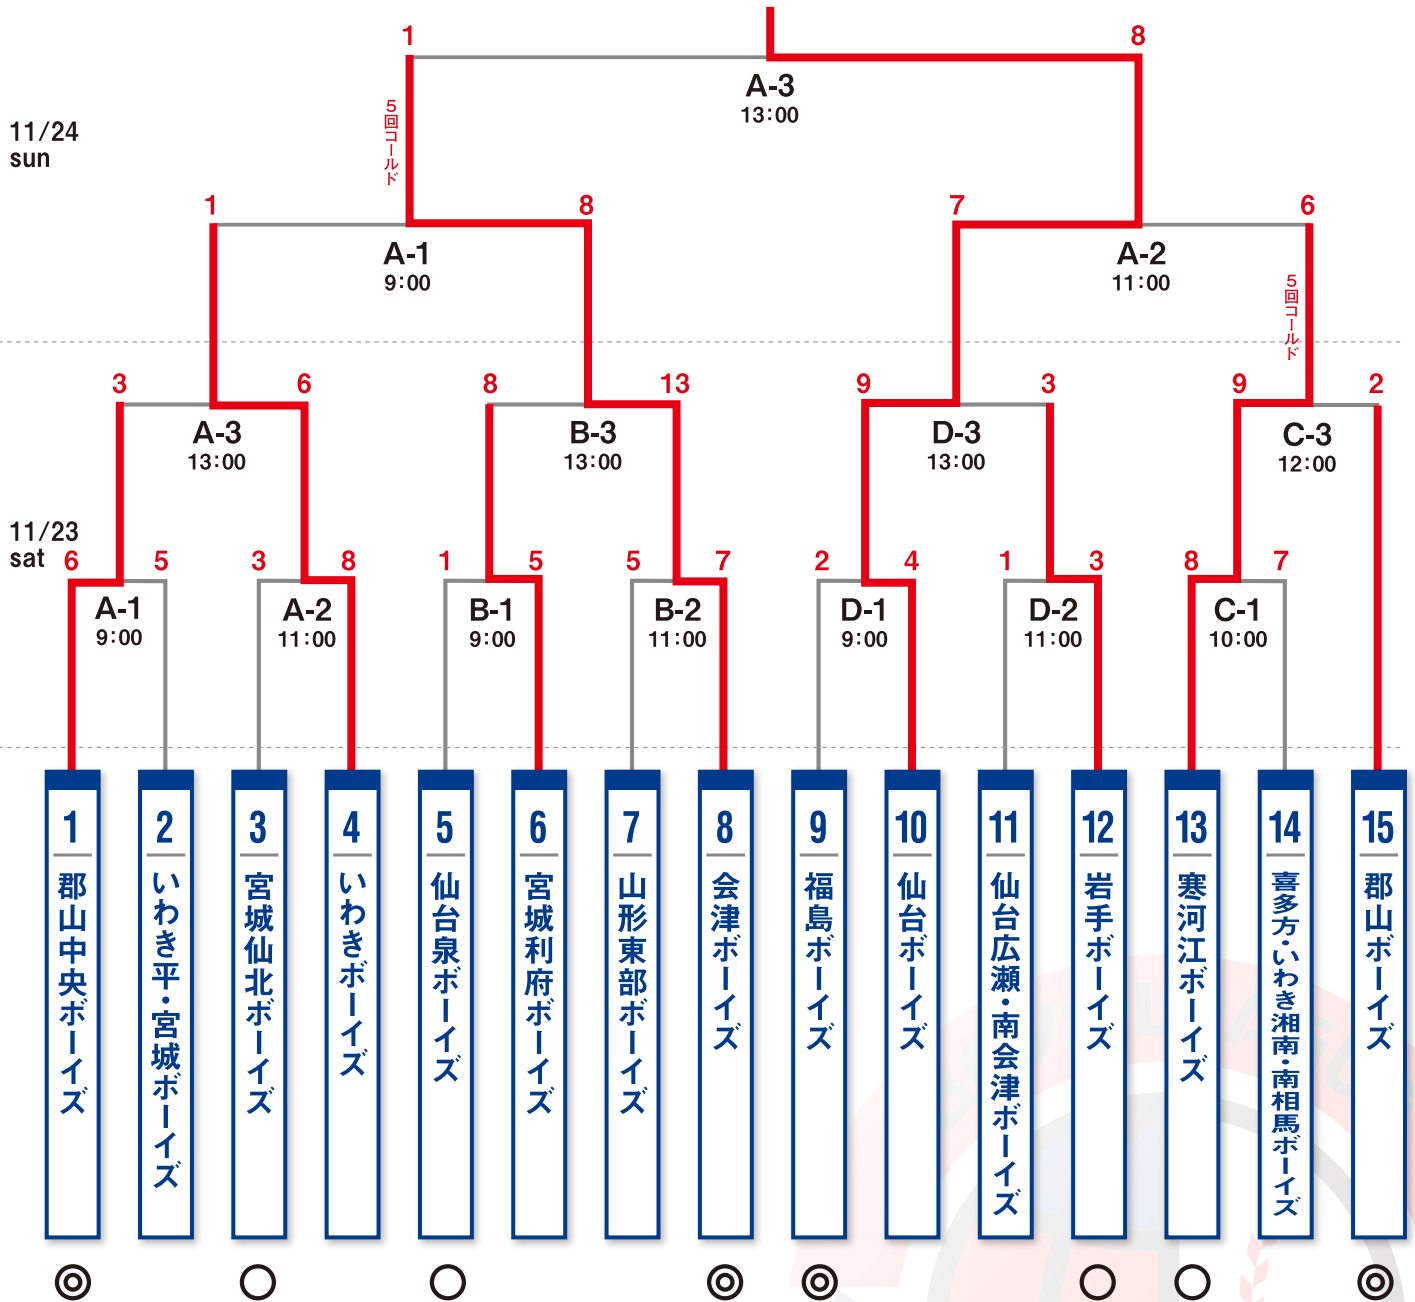 1 8
A-3
13:00
5回コールド
11/24
sun
1 8 7 6
A-1 A-2
9:00 11:00
5回コールド
3 6 8 13 9 3 9 2
A-3 B-3 D-3 C-3
13:00 13:00 13:00 12:00
11/23
sat
6 5 3 8 1 5 5 7 2 4 1 3 8 7
A-1 A-2 B-1 B-2 D-1 D-2 C-1
9:00 11:00 9:00 11:00 9:00 11:00 10:00
1 郡山中央ボーイズ
2 いわき平・宮城ボーイズ
3 宮城仙北ボーイズ
4 いわきボーイズ
5 仙台泉ボーイズ
6 宮城利府ボーイズ
7 山形東部ボーイズ
8 会津ボーイズ
9 福島ボーイズ
10 仙台ボーイズ
11 仙台広瀬・南会津ボーイズ
12 岩手ボーイズ
13 寒河江ボーイズ
14 喜多方・いわき湘南・南相馬ボーイズ
15 郡山ボーイズ
◎ ○ ○ ◎ ◎ ○ ○ ◎